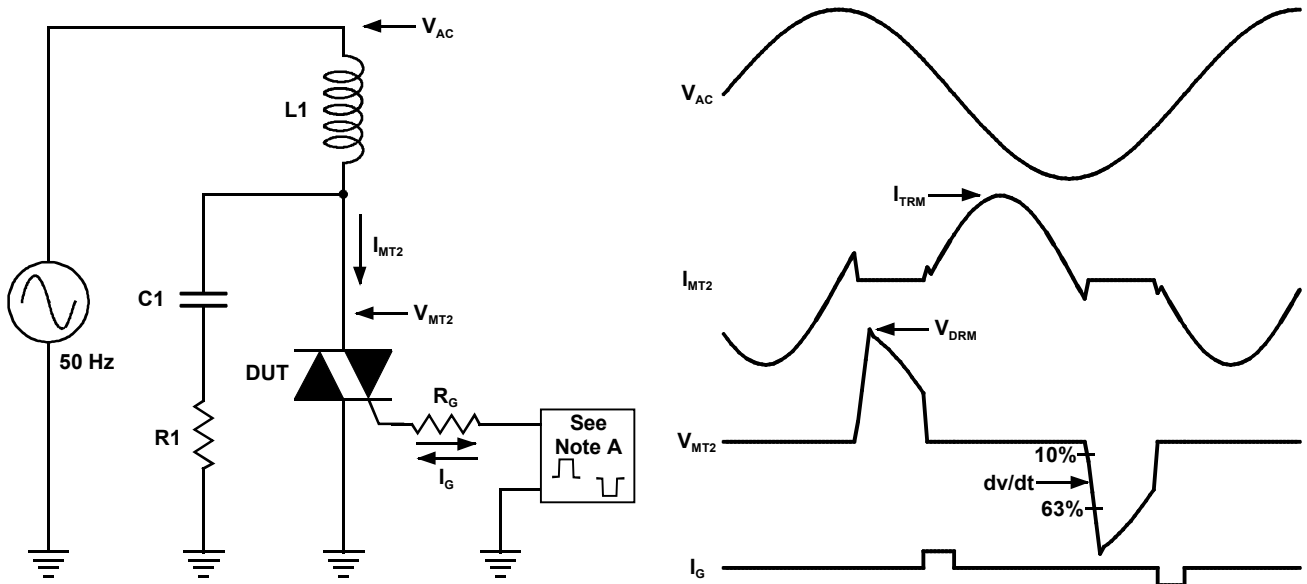 V_AC
L1
I_MT2
C1
V_MT2
50 Hz
DUT
R_G
R1
I_G
See
Note A
V_AC
I_TRM
I_MT2
V_DRM
V_MT2
10%
dv/dt
63%
I_G